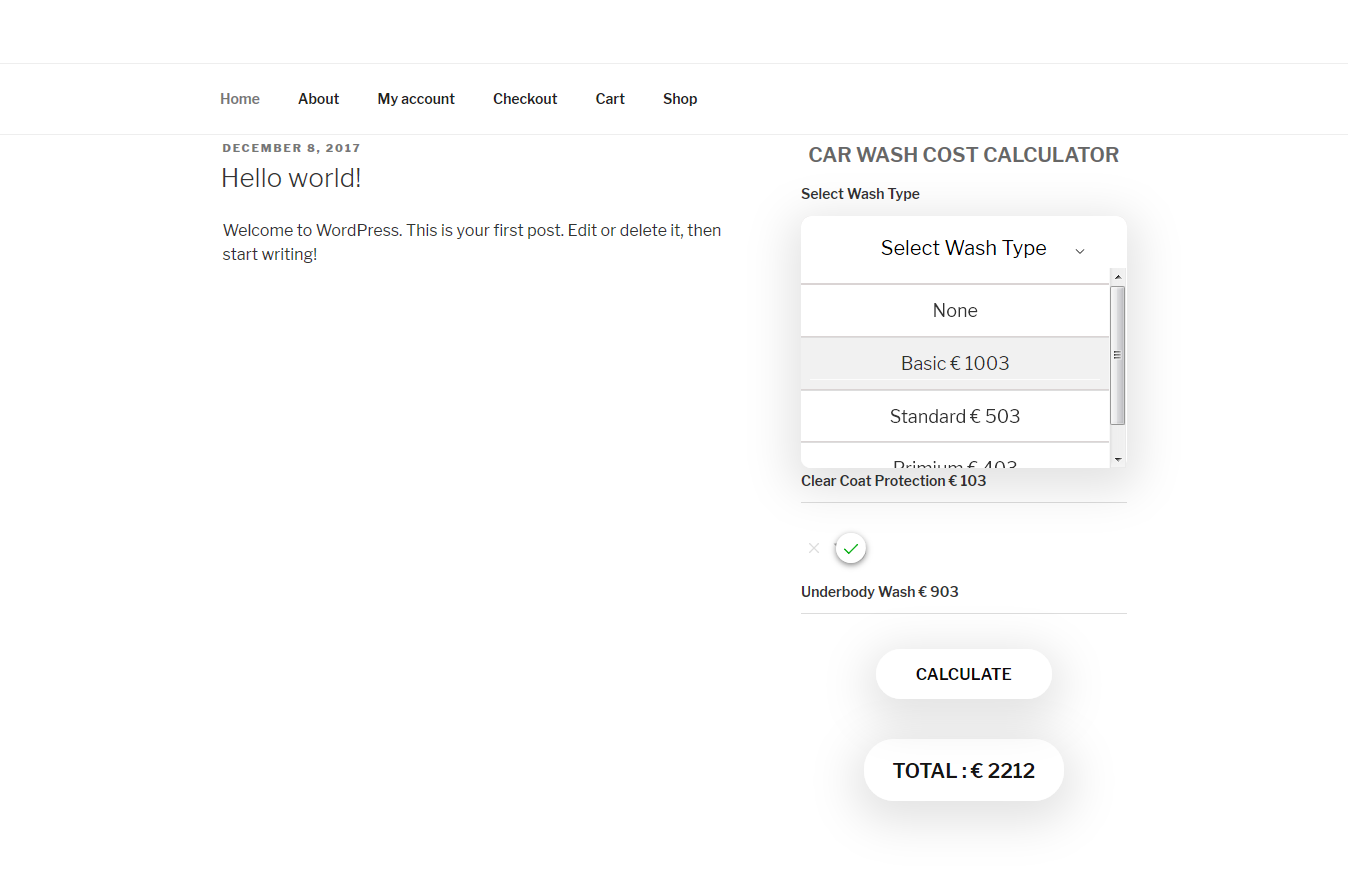 Home About My account Checkout Cart Shop
DECEMBER 8, 2017
Hello world!
Welcome to WordPress. This is your first post. Edit or delete it, then
start writing!
CAR WASH COST CALCULATOR
Select Wash Type
Select Wash Type
None
Basic € 1003
Standard € 503
Primium € 403
Clear Coat Protection € 103
Underbody Wash € 903
CALCULATE
TOTAL : € 2212